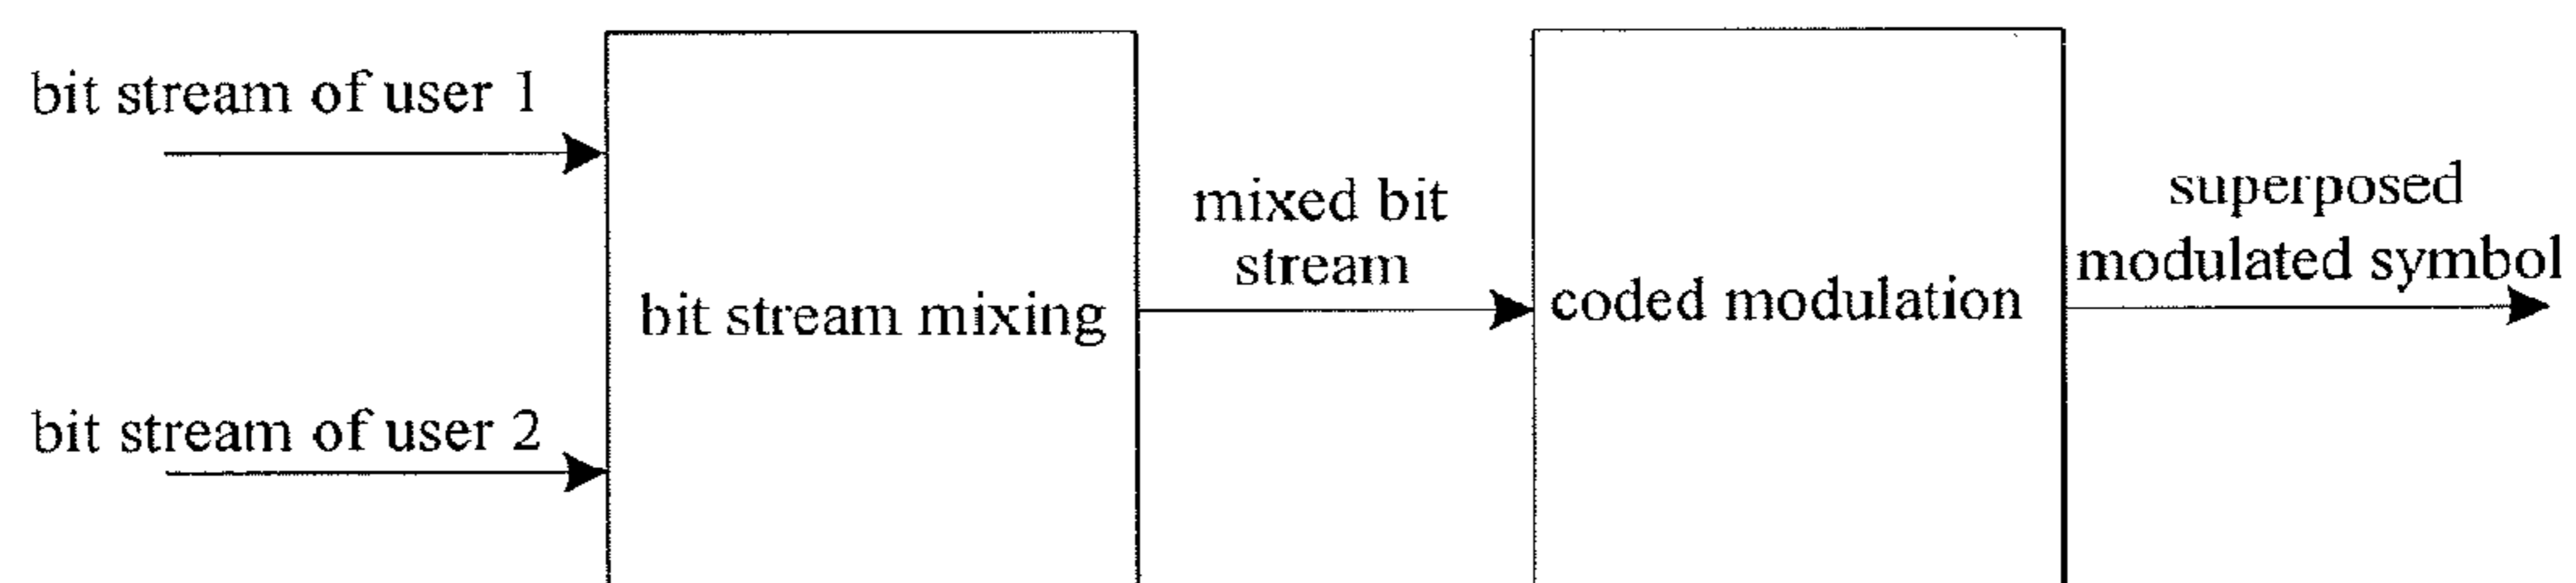 bit stream of user 1
bit stream of user 2
bit stream mixing
mixed bit
stream
coded modulation
superposed
modulated symbol